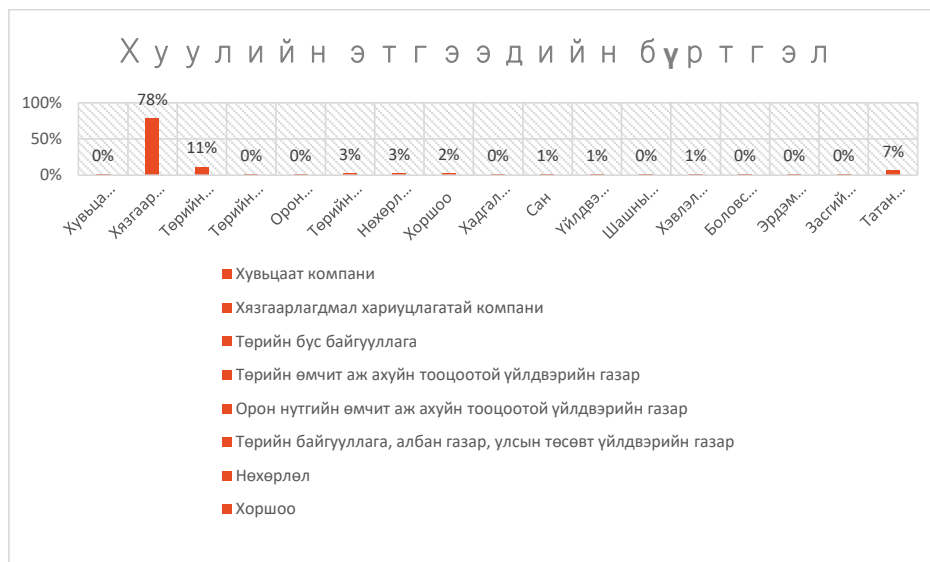 Хуулийн этгээдийн бүртгэл
100%
50%
0%
0%
78%
11%
0%
0%
3%
3%
2%
0%
1%
1%
0%
1%
0%
0%
0%
7%
Хувьца…
Хязгаар…
Төрийн…
Төрийн…
Орон…
Төрийн…
Нөхөрл…
Хоршоо
Хадгал…
Сан
Үйлдвэ…
Шашны…
Хэвлэл…
Боловс…
Эрдэм…
Засгий…
Татан…
Хувьцаат компани
Хязгаарлагдмал хариуцлагатай компани
Төрийн бус байгууллага
Төрийн өмчит аж ахуйн тооцоотой үйлдвэрийн газар
Орон нутгийн өмчит аж ахуйн тооцоотой үйлдвэрийн газар
Төрийн байгууллага, албан газар, улсын төсөвт үйлдвэрийн газар
Нөхөрлөл
Хоршоо